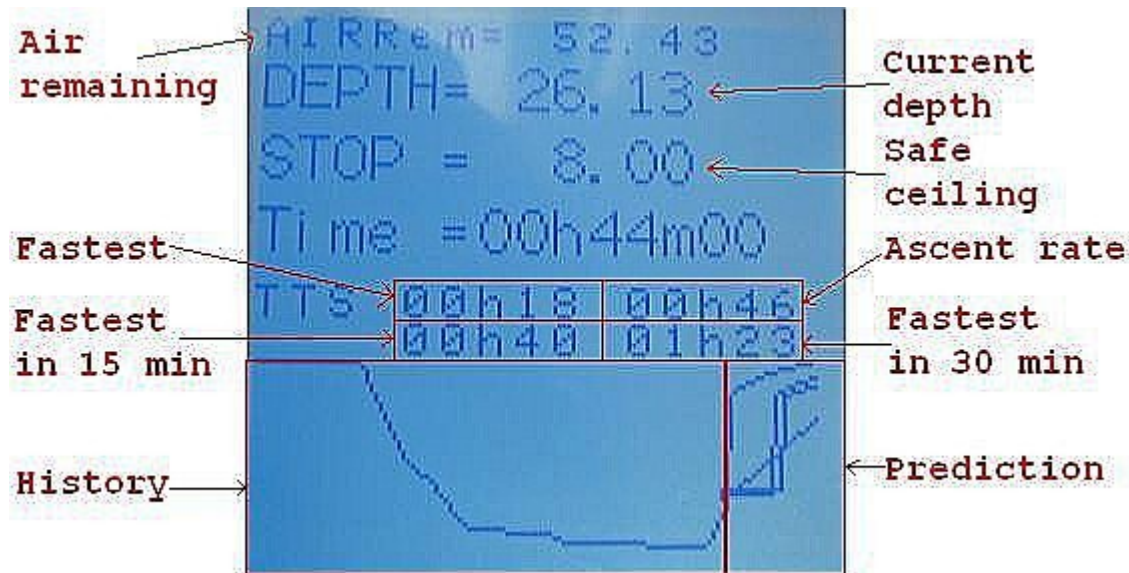 Air
remaining
AIRRem= 52.43
DEPTH= 26.13
Current
depth
STOP = 8.00
Safe
ceiling
Time =00h44m00
Fastest
Ascent rate
TTS 00h18 00h46
Fastest
in 15 min
00h40 01h23
Fastest
in 30 min
History
Prediction